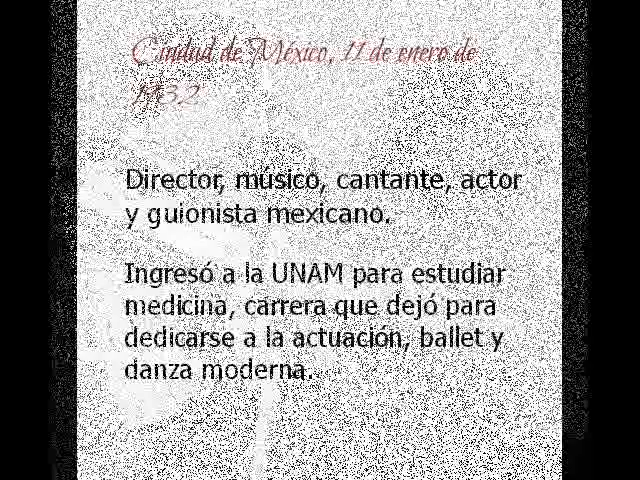 Ciudad de México, 11 de enero de
1932
Director, músico, cantante, actor
y guionista mexicano.
Ingresó a la UNAM para estudiar
medicina, carrera que dejó para
dedicarse a la actuación, ballet y
danza moderna.